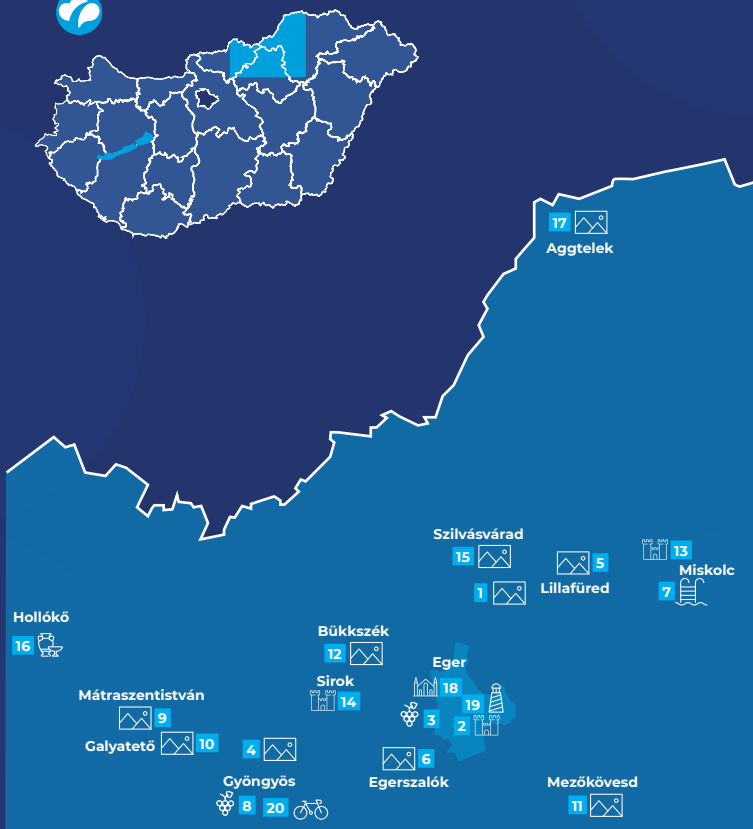 17
Aggtelek
Szilvásvárad
15
1
5
Lillafüred
13
Miskolc
7
Hollókő
16
Bükkszék
12
Sirok
14
Eger
18
19
3
2
Mátraszentistván
9
Galyatető
10
4
6
Egerszalók
Gyöngyös
8
20
Mezőkövesd
11